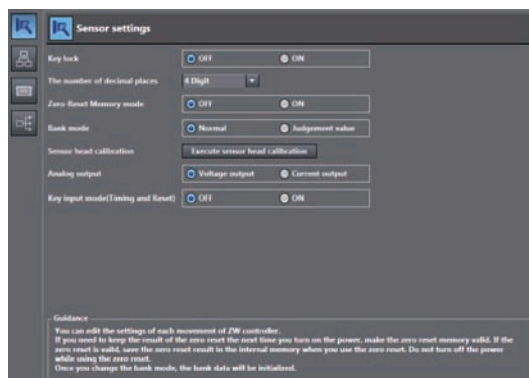 Sensor settings
Key lock OFF ON
The number of decimal places 4 Digit
Zero-Reset Memory mode OFF ON
Bank mode Normal Judgement value
Sensor head calibration Execute sensor head calibration
Analog output Voltage output Current output
Key input mode(Timing and Reset) OFF ON
Guidance
You can edit the settings of each movement of ZW controller.
If you need to keep the result of the zero reset the next time you turn on the power, make the zero reset memory valid. If the
zero reset is vaild, save the zero reset result in the internal memory when you use the zero reset. Do not turn off the power
while using the zero reset.
Once you change the bank mode, the bank data will be initialized.